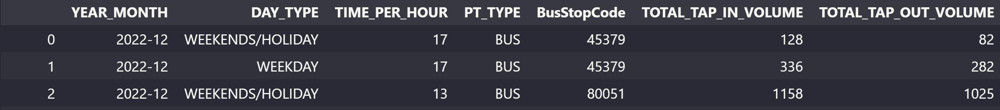 YEAR_MONTH DAY_TYPE TIME_PER_HOUR PT_TYPE BusStopCode TOTAL_TAP_IN_VOLUME TOTAL_TAP_OUT_VOLUME
0 2022-12 WEEKENDS/HOLIDAY 17 BUS 45379 128 82
1 2022-12 WEEKDAY 17 BUS 45379 336 282
2 2022-12 WEEKENDS/HOLIDAY 13 BUS 80051 1158 1025